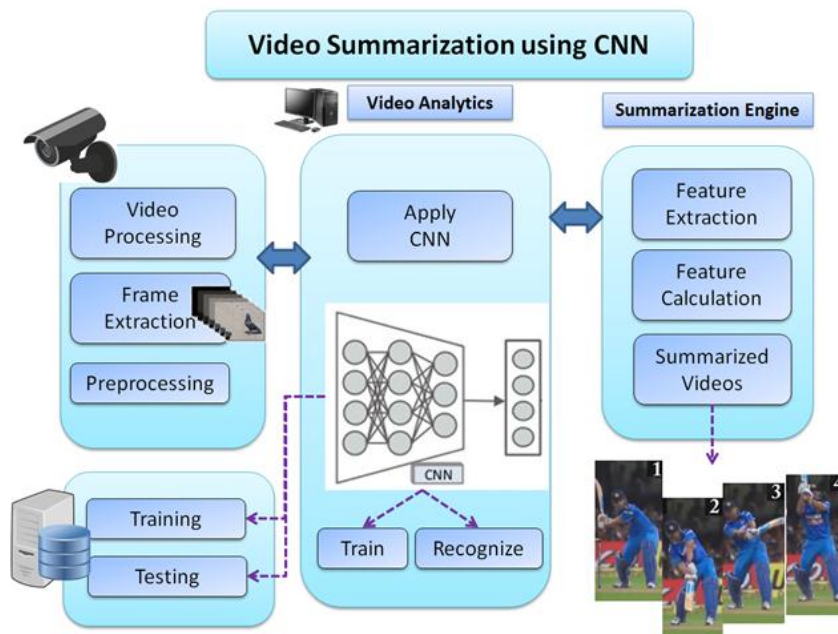 Video Summarization using CNN
Video Analytics
Summarization Engine
Video
Processing
Frame
Extraction
Preprocessing
Apply
CNN
CNN
Train
Recognize
Training
Testing
Feature
Extraction
Feature
Calculation
Summarized
Videos
1
2
3
4